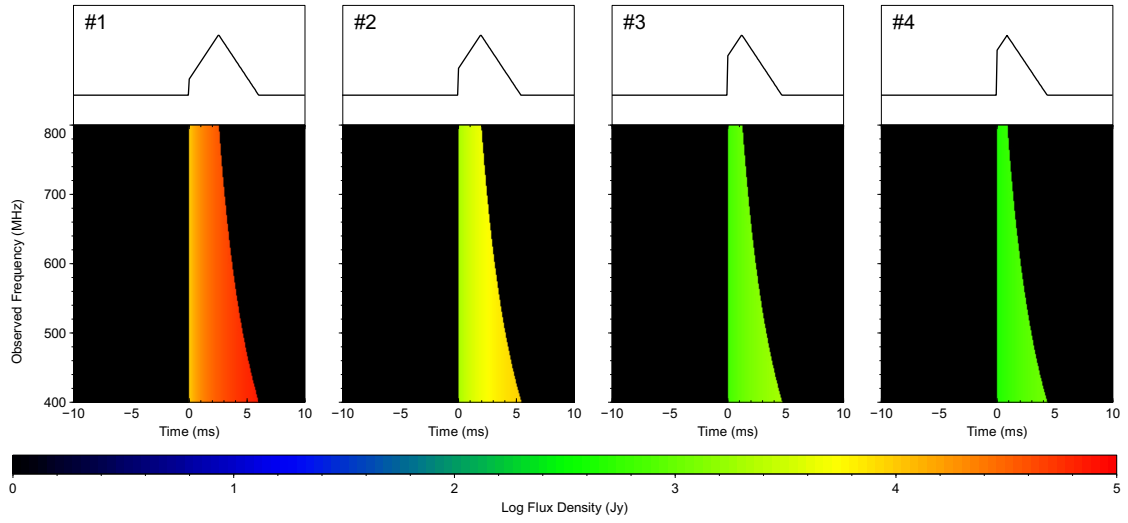 #1 #2 #3 #4
800
700
600
500
400
Observed Frequency (MHz)
−10 −5 0 5 10 −10 −5 0 5 10 −10 −5 0 5 10 −10 −5 0 5 10
Time (ms) Time (ms) Time (ms) Time (ms)
0 1 2 3 4 5
Log Flux Density (Jy)